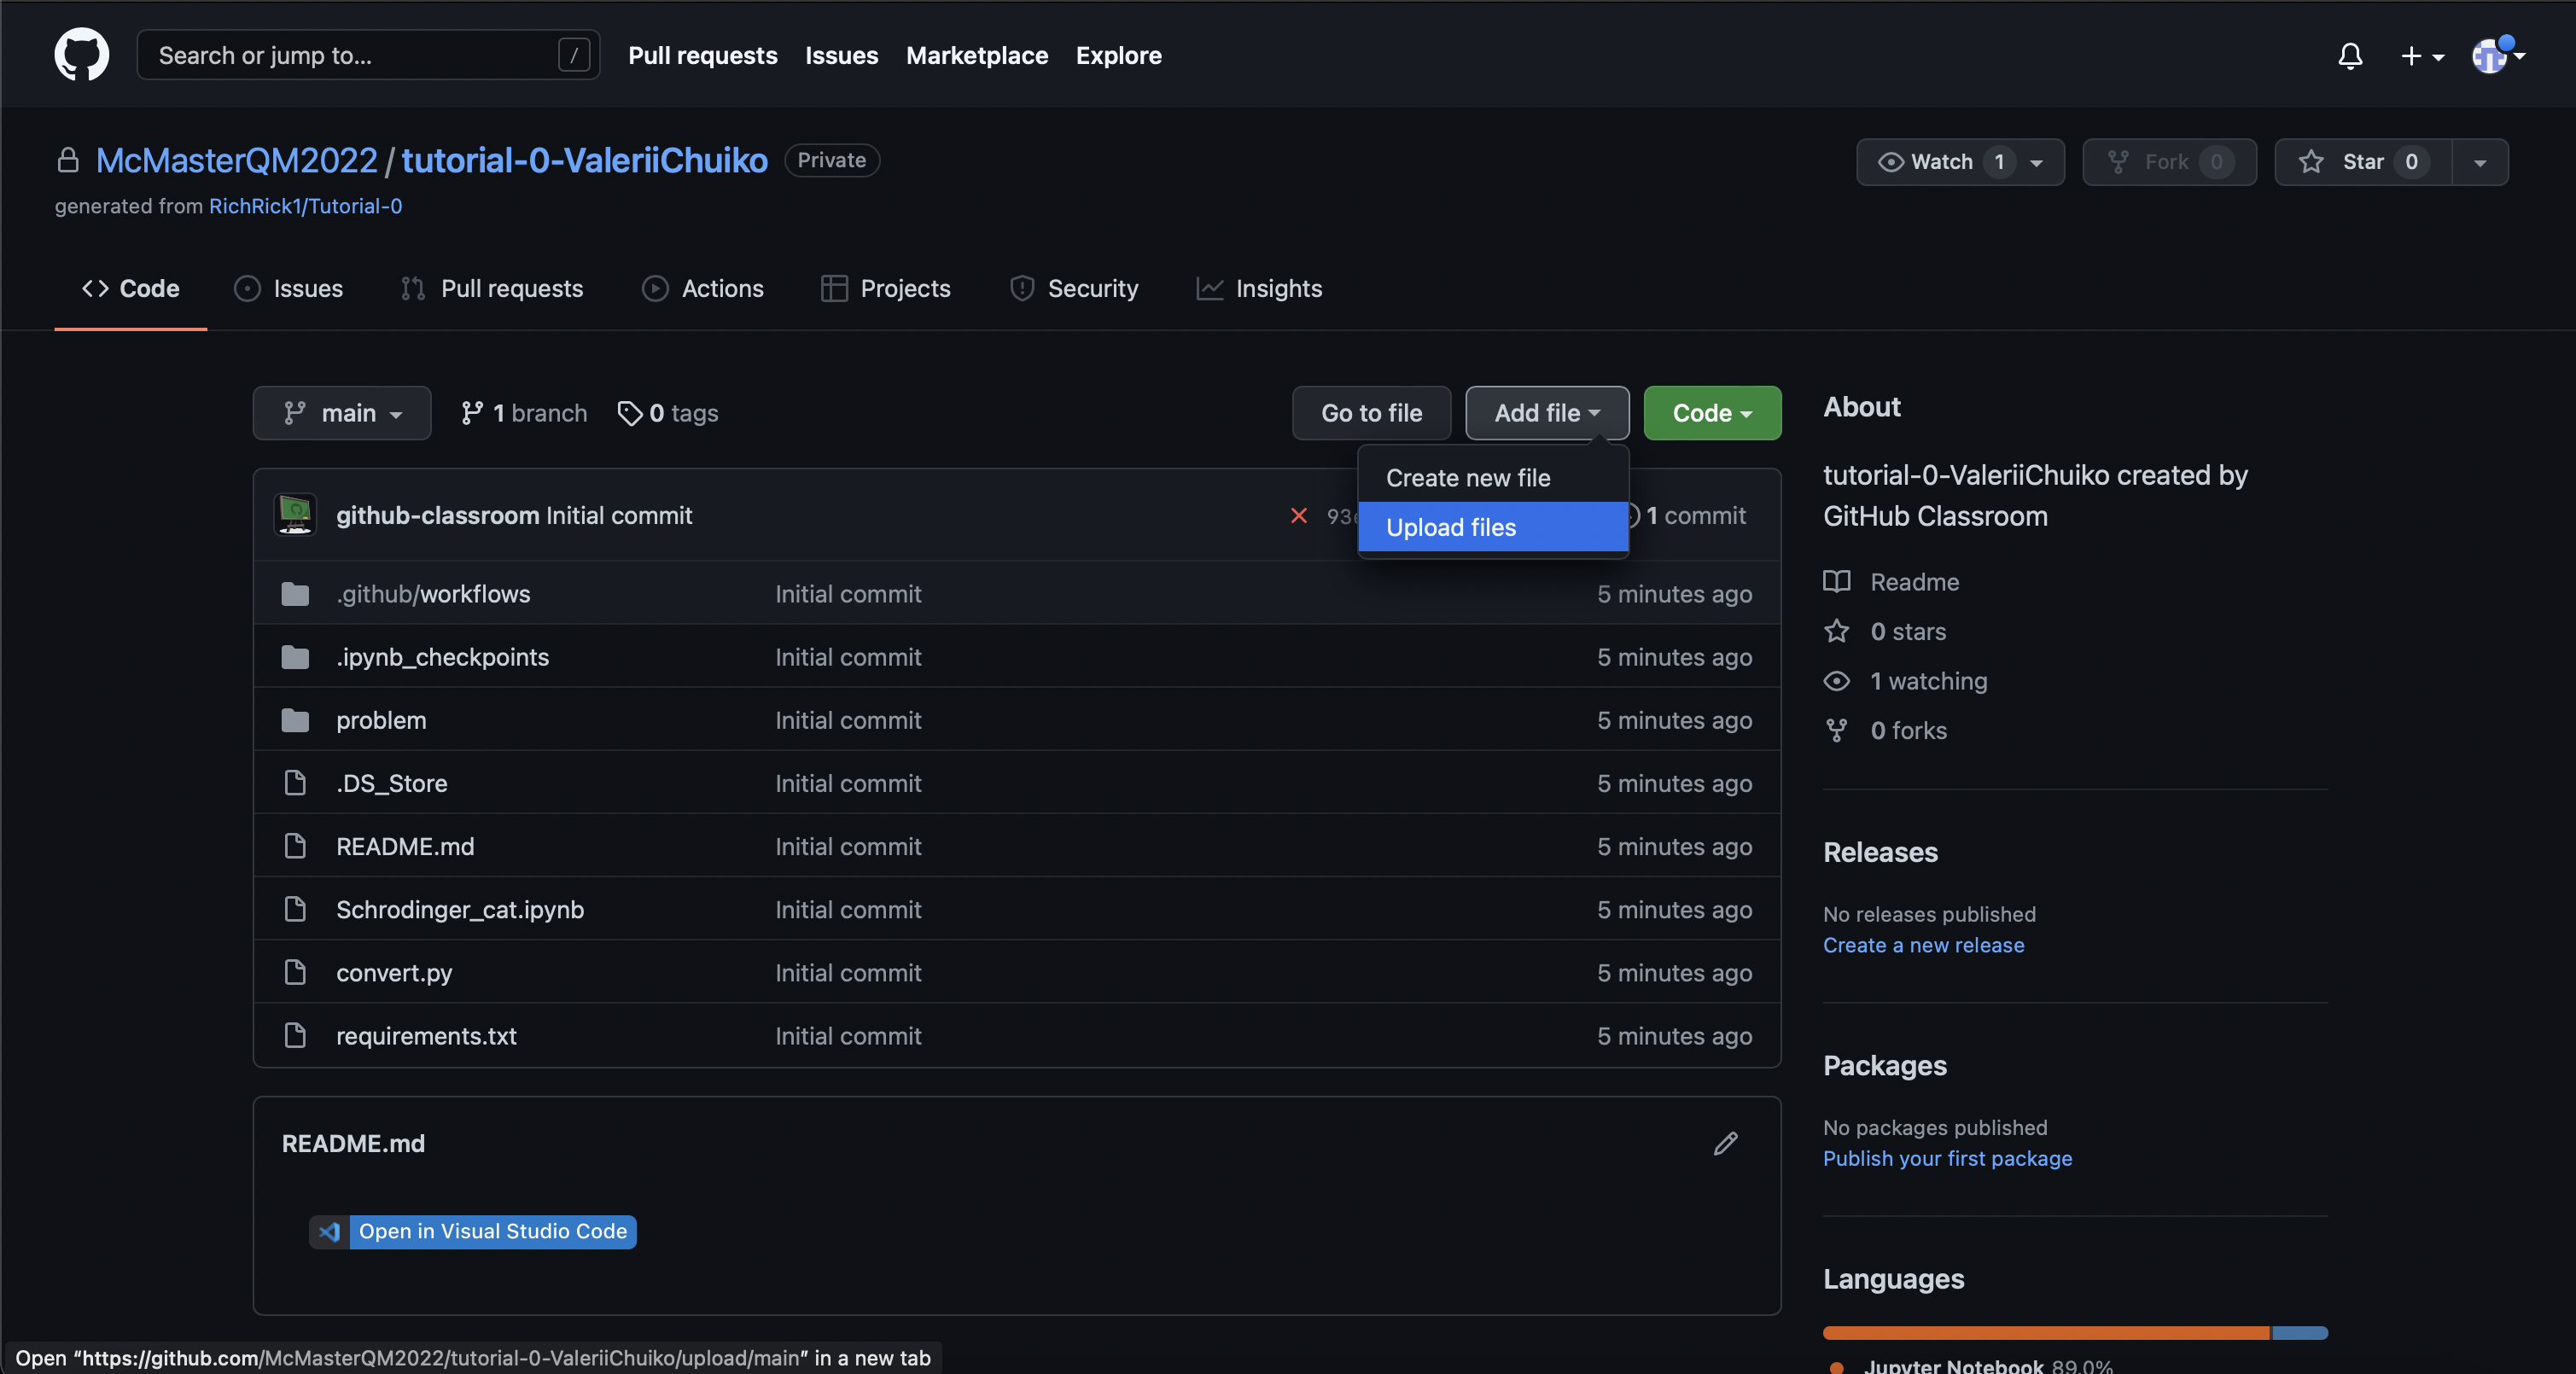 Search or jump to... /
Pull requests Issues Marketplace Explore
McMasterQM2022 / tutorial-0-ValeriiChuiko Private
Watch 1 Fork 0 Star 0
generated from RichRick1/Tutorial-0
Code Issues Pull requests Actions Projects Security Insights
main 1 branch 0 tags Go to file Add file Code
Create new file
Upload files
github-classroom Initial commit 1 commit
.github/workflows Initial commit 5 minutes ago
.ipynb_checkpoints Initial commit 5 minutes ago
problem Initial commit 5 minutes ago
.DS_Store Initial commit 5 minutes ago
README.md Initial commit 5 minutes ago
Schrodinger_cat.ipynb Initial commit 5 minutes ago
convert.py Initial commit 5 minutes ago
requirements.txt Initial commit 5 minutes ago
README.md
Open in Visual Studio Code
About
tutorial-0-ValeriiChuiko created by
GitHub Classroom
Readme
0 stars
1 watching
0 forks
Releases
No releases published
Create a new release
Packages
No packages published
Publish your first package
Languages
Jupyter Notebook 89.0%
Open “https://github.com/McMasterQM2022/tutorial-0-ValeriiChuiko/upload/main” in a new tab